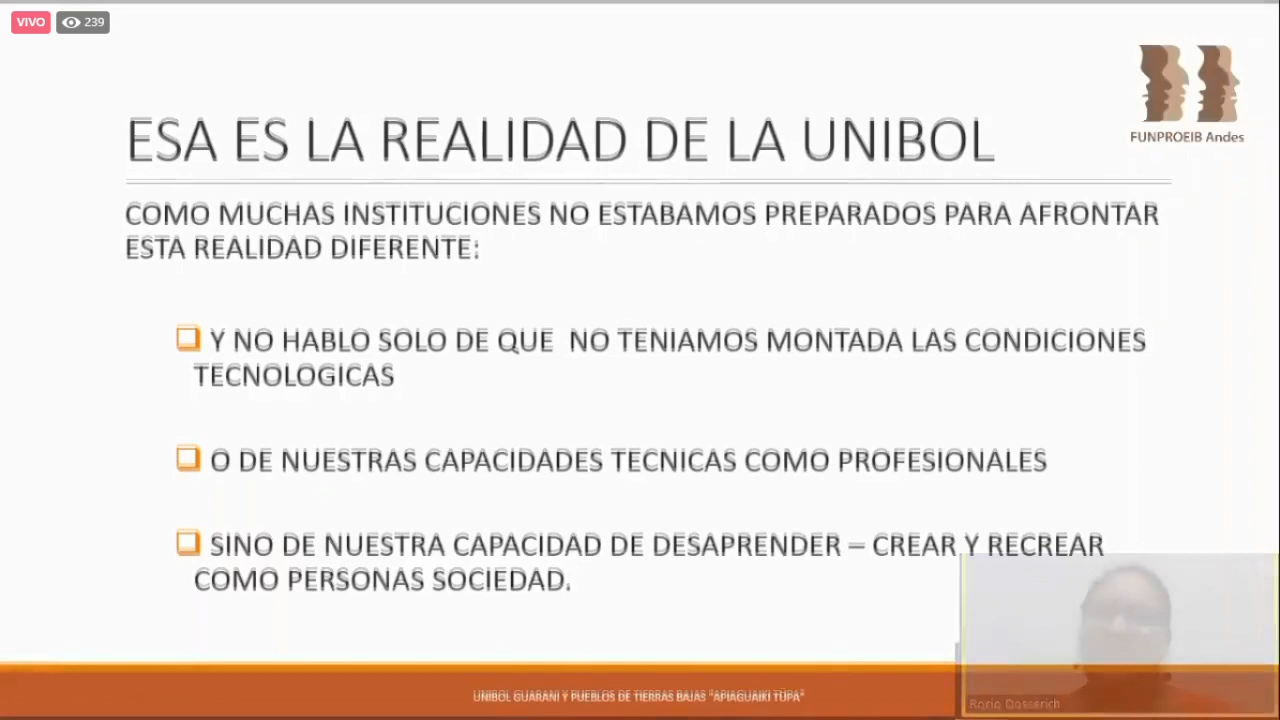 VIVO 239
FUNPROEIB Andes
ESA ES LA REALIDAD DE LA UNIBOL
COMO MUCHAS INSTITUCIONES NO ESTABAMOS PREPARADOS PARA AFRONTAR
ESTA REALIDAD DIFERENTE:
Y NO HABLO SOLO DE QUE NO TENIAMOS MONTADA LAS CONDICIONES
TECNOLOGICAS
O DE NUESTRAS CAPACIDADES TECNICAS COMO PROFESIONALES
SINO DE NUESTRA CAPACIDAD DE DESAPRENDER – CREAR Y RECREAR
COMO PERSONAS SOCIEDAD.
UNIBOL GUARANI Y PUEBLOS DE TIERRAS BAJAS "APIAGUAIKI TÜPA"